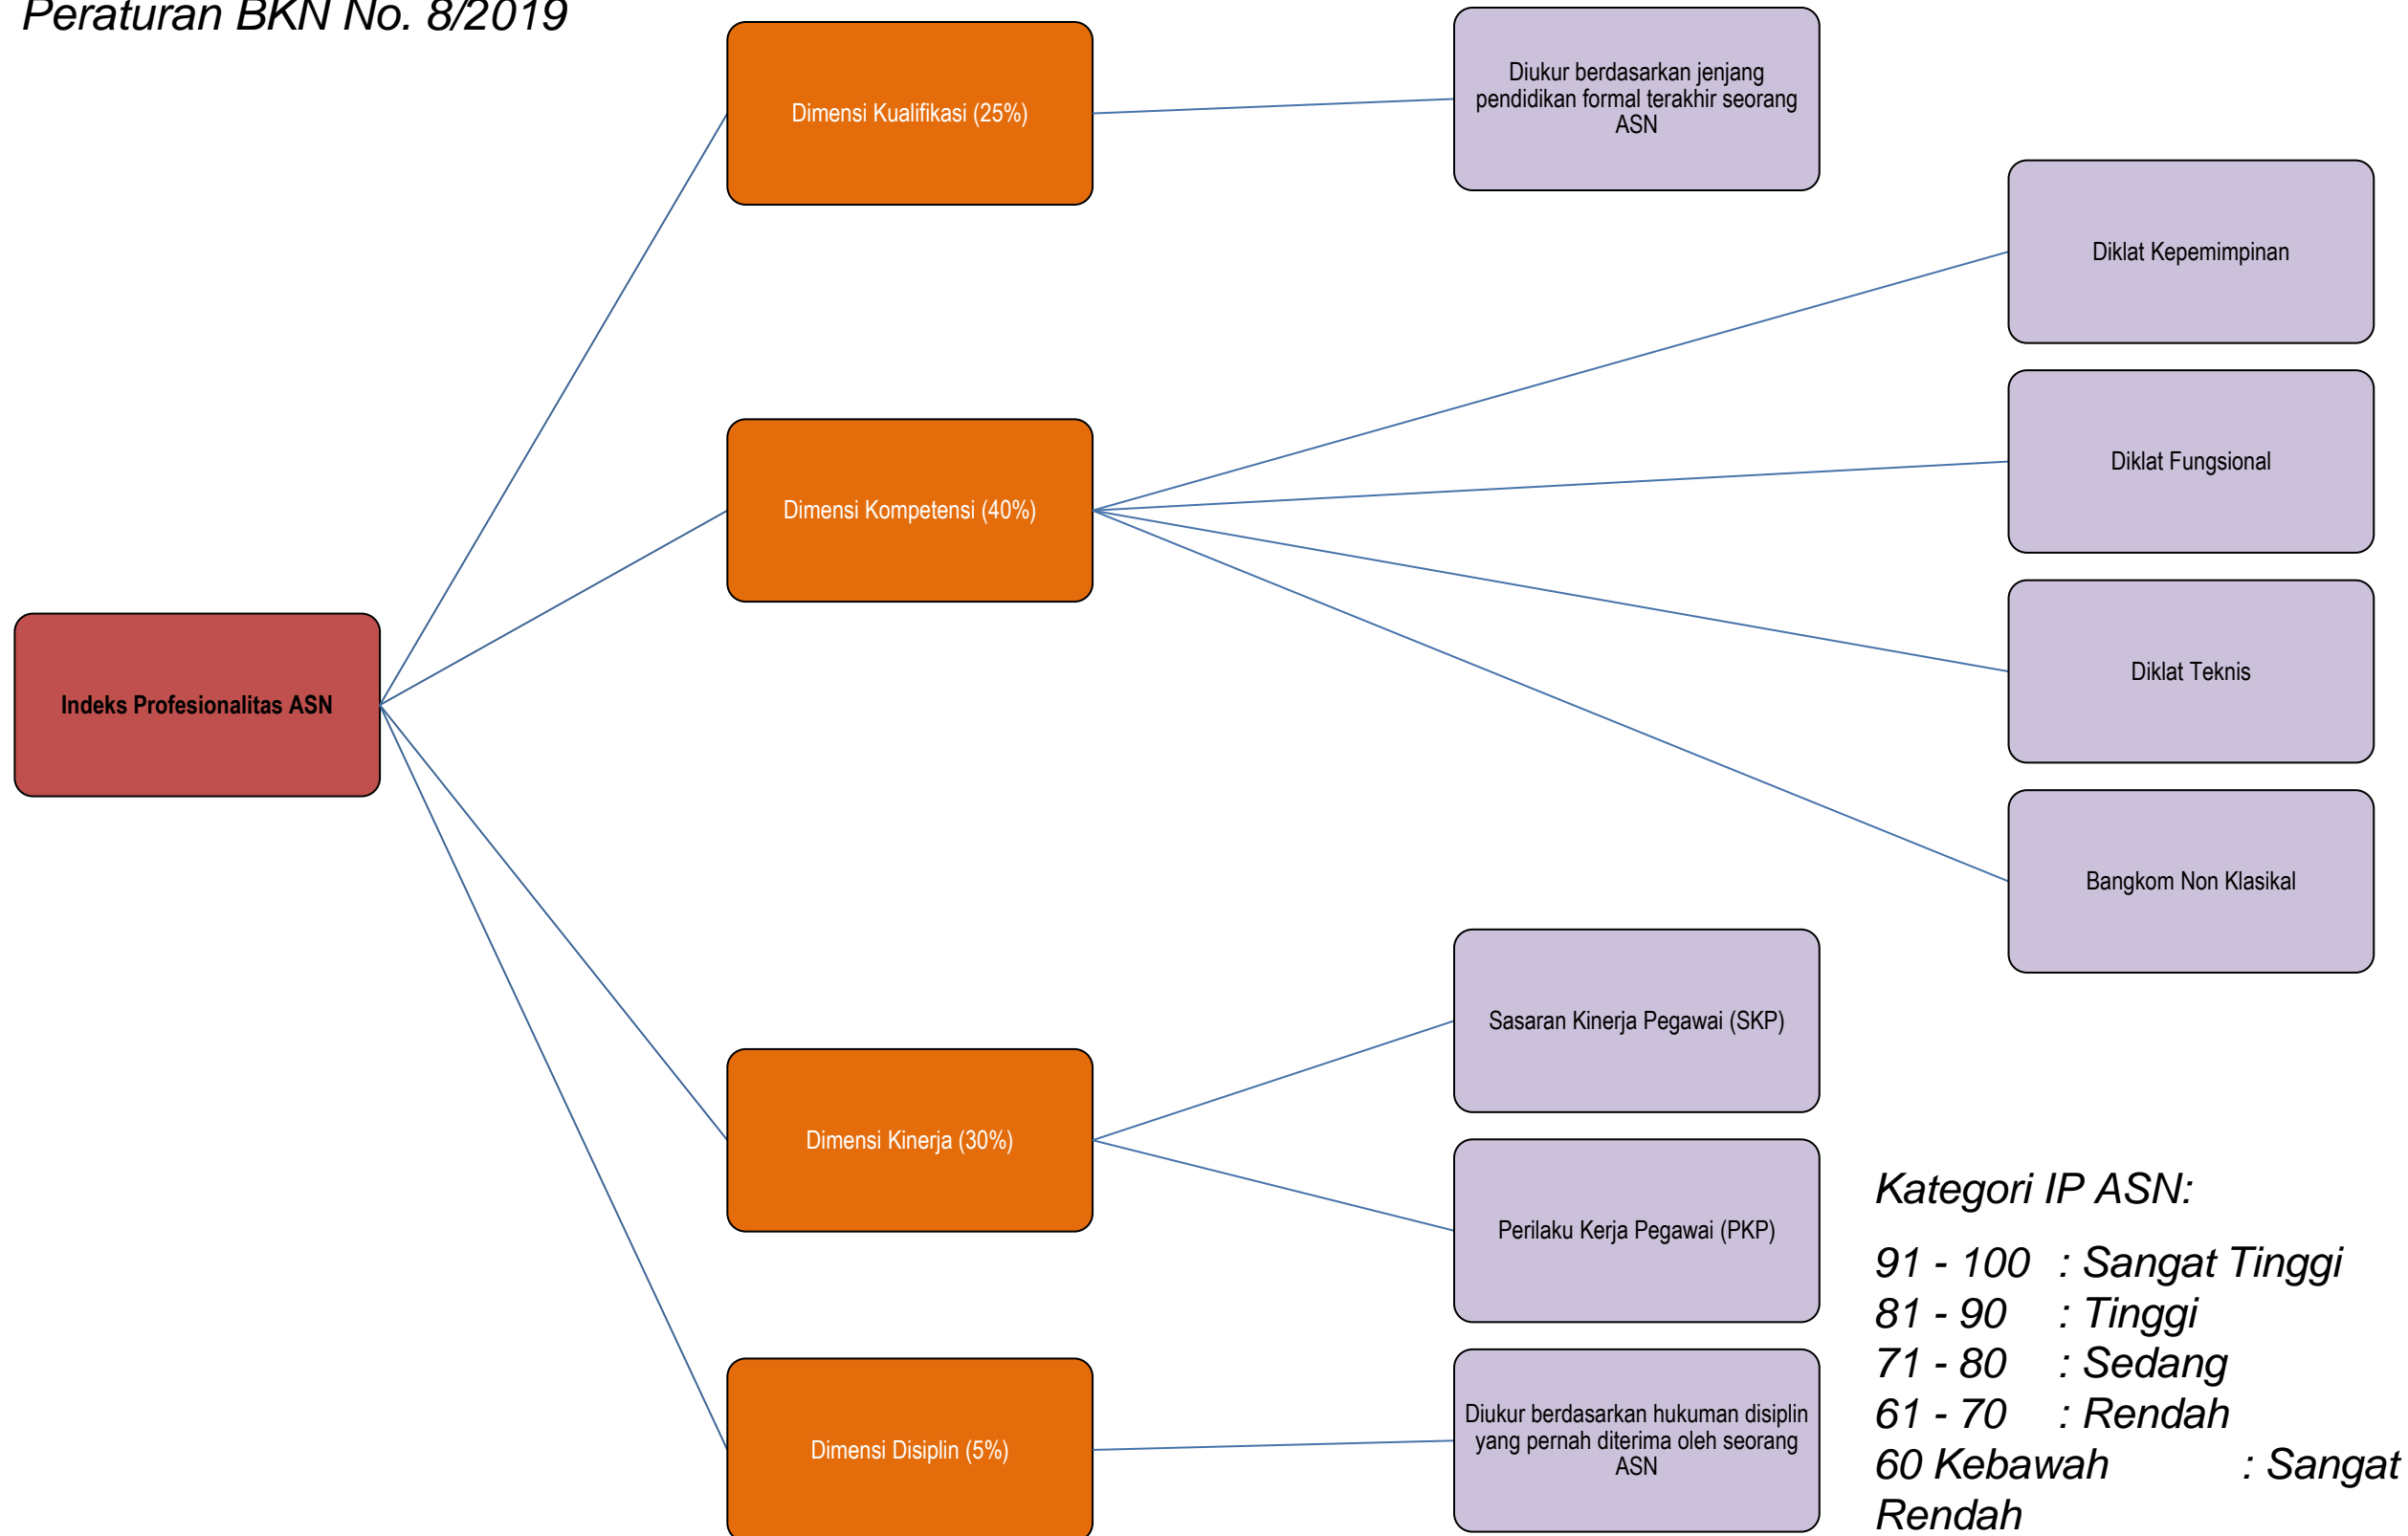 Peraturan BKN No. 8/2019
Indeks Profesionalitas ASN
Dimensi Kualifikasi (25%)
Diukur berdasarkan jenjang
pendidikan formal terakhir seorang
ASN
Dimensi Kompetensi (40%)
Diklat Kepemimpinan
Diklat Fungsional
Diklat Teknis
Bangkom Non Klasikal
Dimensi Kinerja (30%)
Sasaran Kinerja Pegawai (SKP)
Perilaku Kerja Pegawai (PKP)
Dimensi Disiplin (5%)
Diukur berdasarkan hukuman disiplin
yang pernah diterima oleh seorang
ASN
Kategori IP ASN:
91 - 100 : Sangat Tinggi
81 - 90 : Tinggi
71 - 80 : Sedang
61 - 70 : Rendah
60 Kebawah : Sangat
Rendah